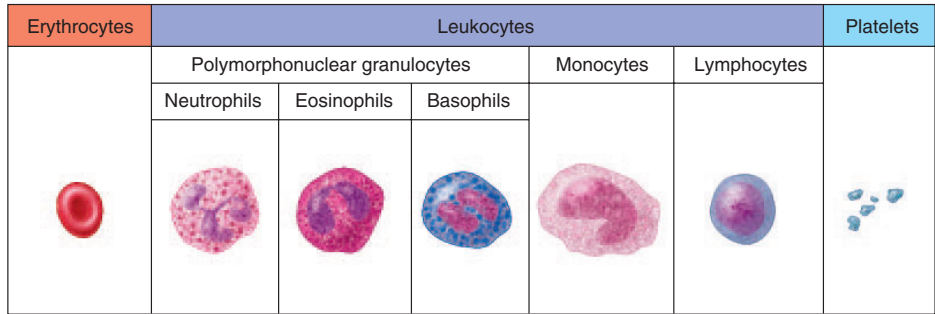 Erythrocytes Leukocytes Platelets
Polymorphonuclear granulocytes Monocytes Lymphocytes
Neutrophils Eosinophils Basophils